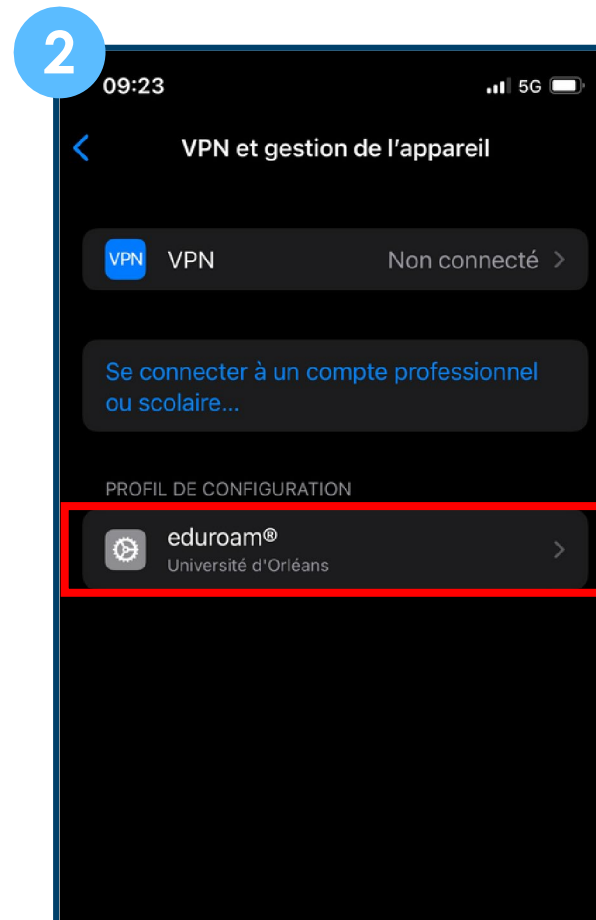 2
09:23
5G
VPN et gestion de l'appareil
VPN
VPN
Non connecté
Se connecter à un compte professionnel
ou scolaire...
PROFIL DE CONFIGURATION
eduroam®
Université d'Orléans